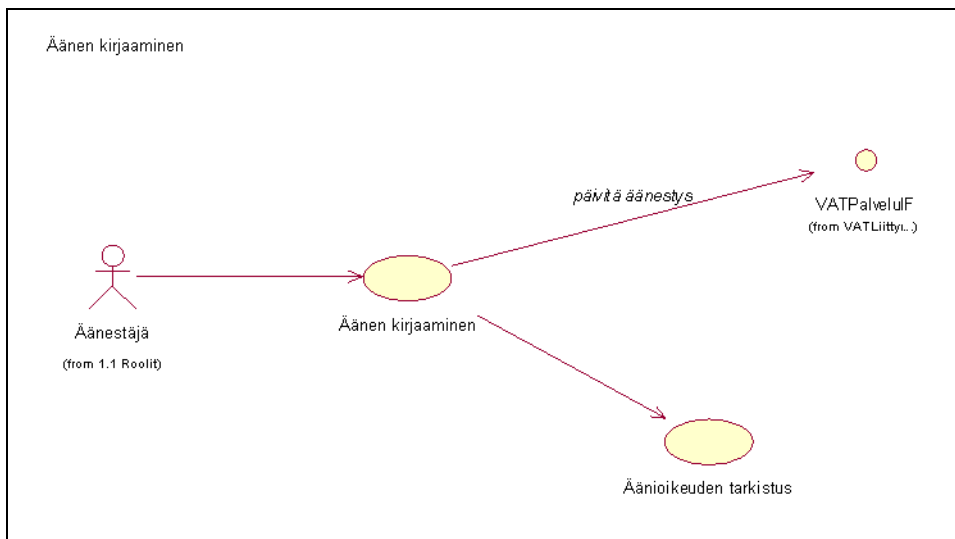 Äänen kirjaaminen
päivitä äänestys
VATPalveluIF
(from VATLiitty...)
Äänestäjä
(from 1.1 Roolit)
Äänen kirjaaminen
Äänioikeuden tarkistus